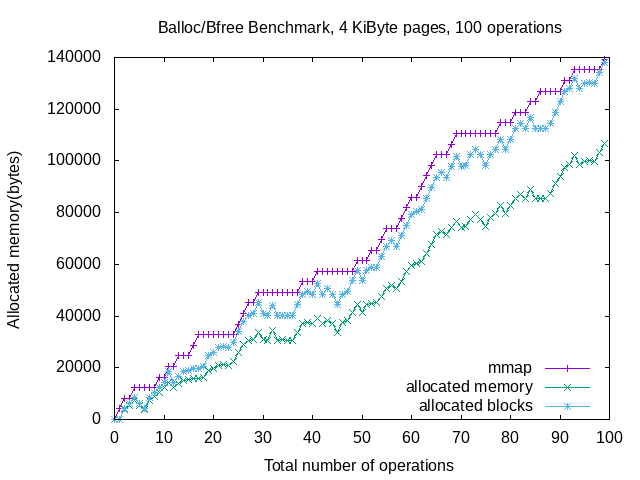 Balloc/Bfree Benchmark, 4 KiByte pages, 100 operations
140000
120000
100000
80000
60000
40000
20000
0
Allocated memory(bytes)
mmap
allocated memory
allocated blocks
0 10 20 30 40 50 60 70 80 90 100
Total number of operations